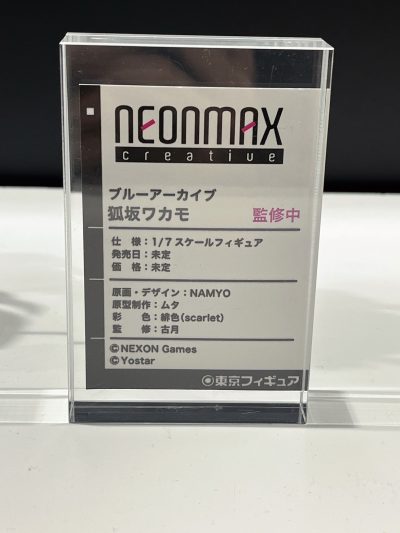 NEONMAX
creative
ブルーアーカイブ
狐坂ワカモ 監修中
仕 様：1/7 スケールフィギュア
発売日：未定
価 格：未定
原画・デザイン：NAMYO
原型制作：ムタ
彩 色：緋色(scarlet)
監 修：古月
©NEXON Games
©Yostar
東京フィギュア